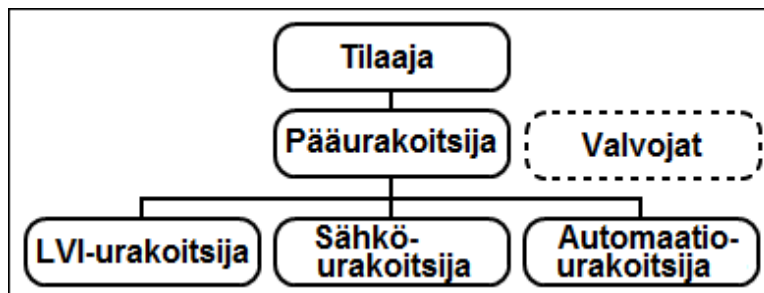 Tilaaja
Pääurakoitsija
Valvojat
LVI-urakoitsija
Sähkö-
urakoitsija
Automaatio-
urakoitsija